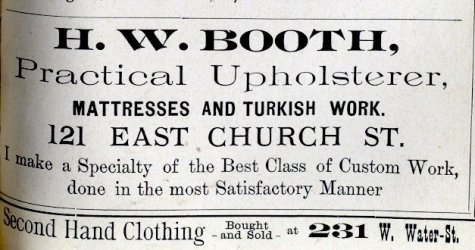 H. W. BOOTH,
Practical Upholsterer,
MATTRESSES AND TURKISH WORK.
121 EAST CHURCH ST.
I make a Specialty of the Best Class of Custom Work,
done in the most Satisfactory Manner
Second Hand Clothing - Bought and Sold - at 231 W. Water-St.